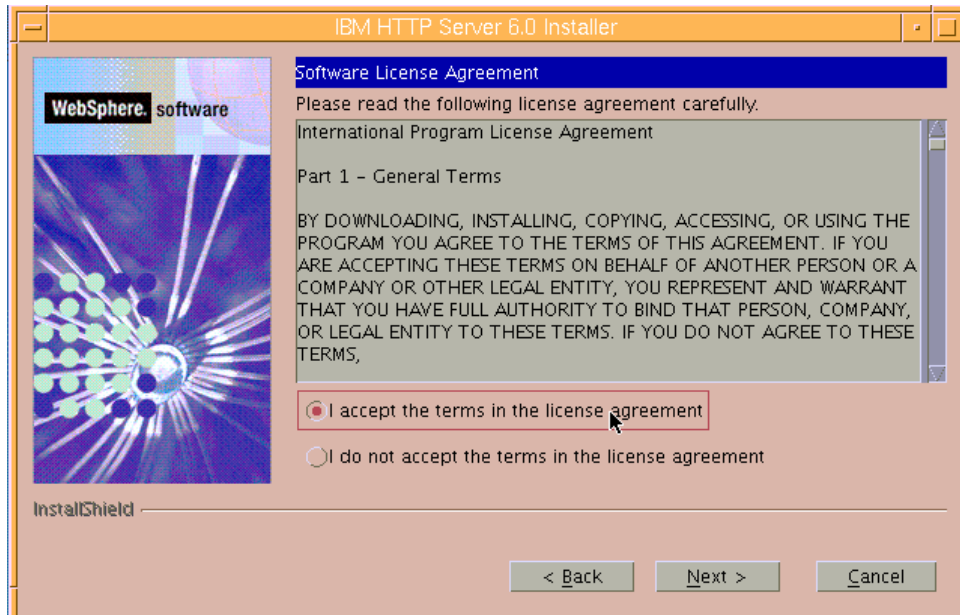 IBM HTTP Server 6.0 Installer
WebSphere. software
Software License Agreement
Please read the following license agreement carefully.
International Program License Agreement
Part 1 - General Terms
BY DOWNLOADING, INSTALLING, COPYING, ACCESSING, OR USING THE
PROGRAM YOU AGREE TO THE TERMS OF THIS AGREEMENT. IF YOU
ARE ACCEPTING THESE TERMS ON BEHALF OF ANOTHER PERSON OR A
COMPANY OR OTHER LEGAL ENTITY, YOU REPRESENT AND WARRANT
THAT YOU HAVE FULL AUTHORITY TO BIND THAT PERSON, COMPANY,
OR LEGAL ENTITY TO THESE TERMS. IF YOU DO NOT AGREE TO THESE
TERMS,
I accept the terms in the license agreement
I do not accept the terms in the license agreement
InstallShield
< Back
Next >
Cancel